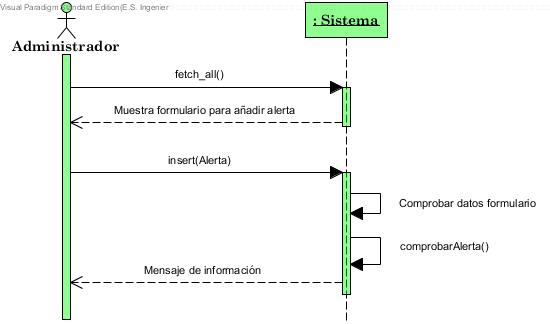 Visual Paradigm Standard Edition(E.S. Ingenier
: Sistema
Administrador
fetch_all()
Muestra formulario para añadir alerta
insert(Alerta)
Comprobar datos formulario
comprobarAlerta()
Mensaje de información